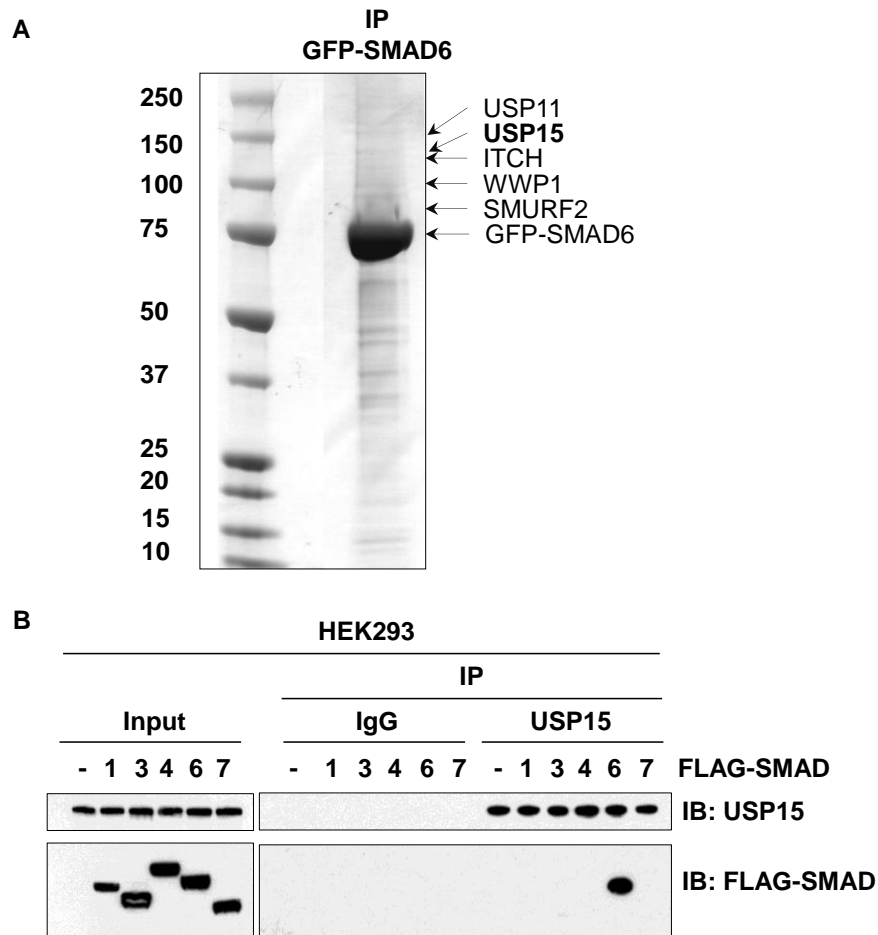 A
IP
GFP-SMAD6
250
150
100
75
50
37
25
20
15
10
USP11
USP15
ITCH
WWP1
SMURF2
GFP-SMAD6
B
HEK293
IP
Input IgG USP15
- 1 3 4 6 7 - 1 3 4 6 7 - 1 3 4 6 7 FLAG-SMAD
IB: USP15
IB: FLAG-SMAD